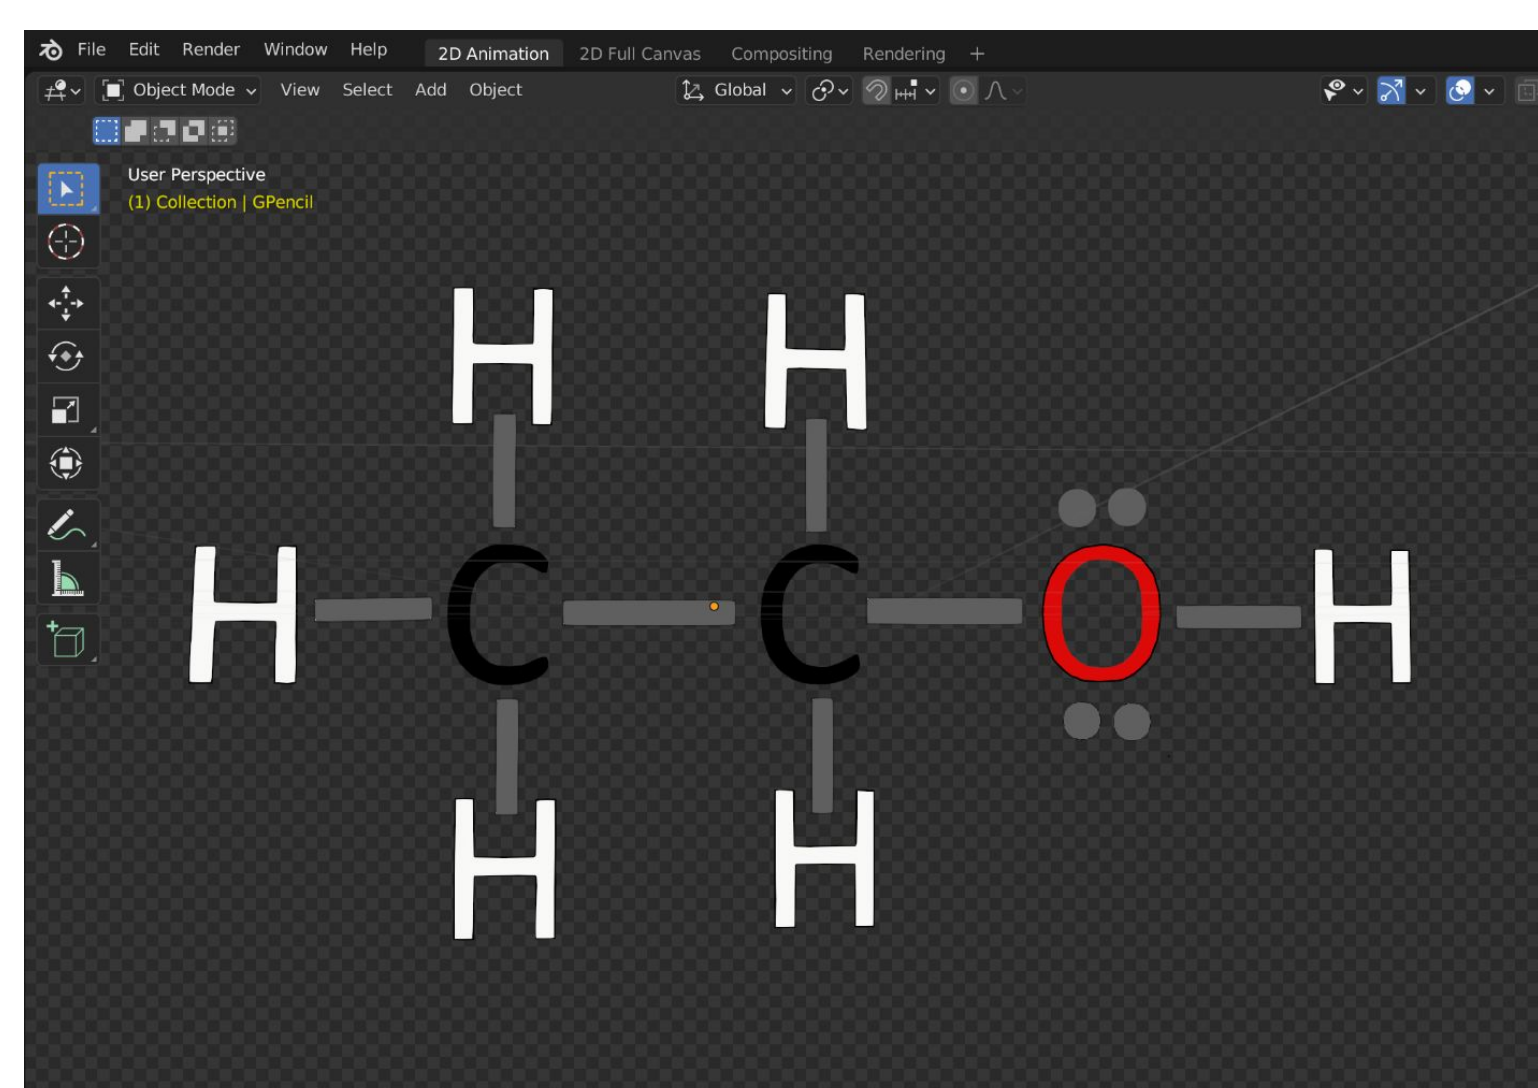 File Edit Render Window Help 2D Animation 2D Full Canvas Compositing Rendering +
Object Mode View Select Add Object Global
User Perspective
(1) Collection | GPencil
H H
H C C O H
H H